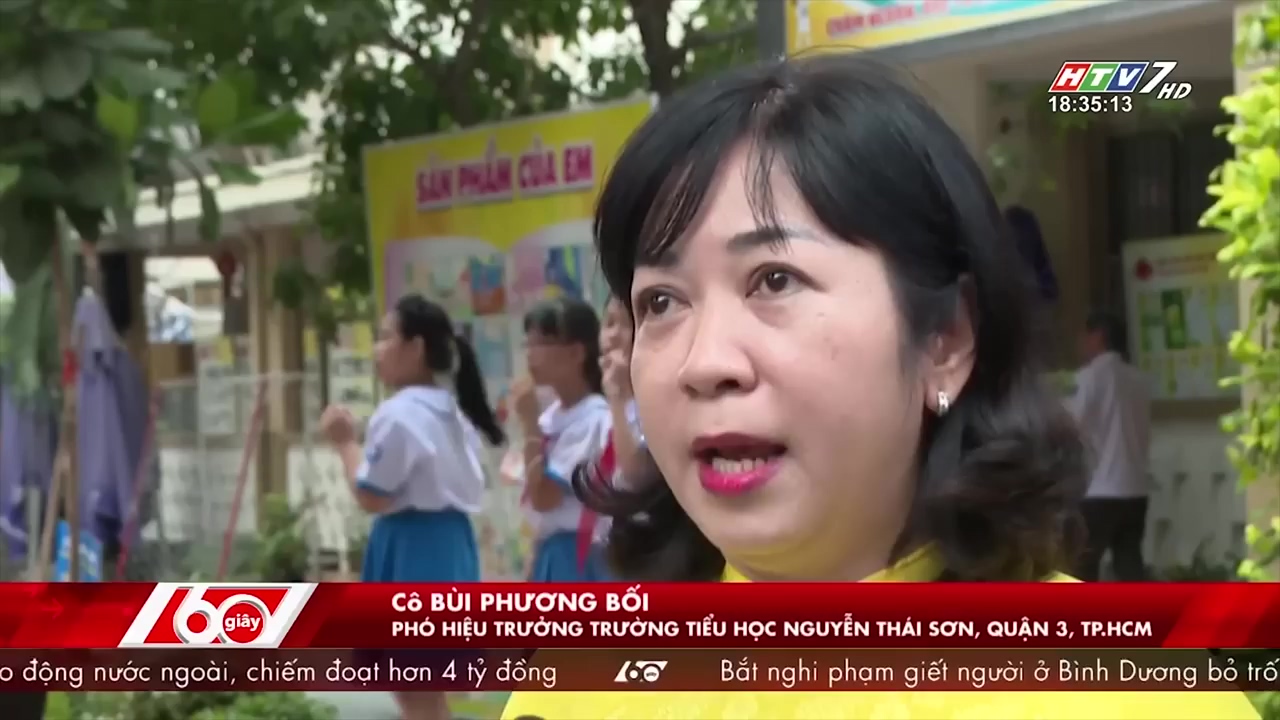 HTV7 HD
18:35:13
SẢN PHẨM CỦA EM
60 giây
Cô BÙI PHƯƠNG BỐI
PHÓ HIỆU TRƯỞNG TRƯỜNG TIỂU HỌC NGUYỄN THÁI SƠN, QUẬN 3, TP.HCM
o động nước ngoài, chiếm đoạt hơn 4 tỷ đồng 60 giây Bắt nghi phạm giết người ở Bình Dương bỏ trố